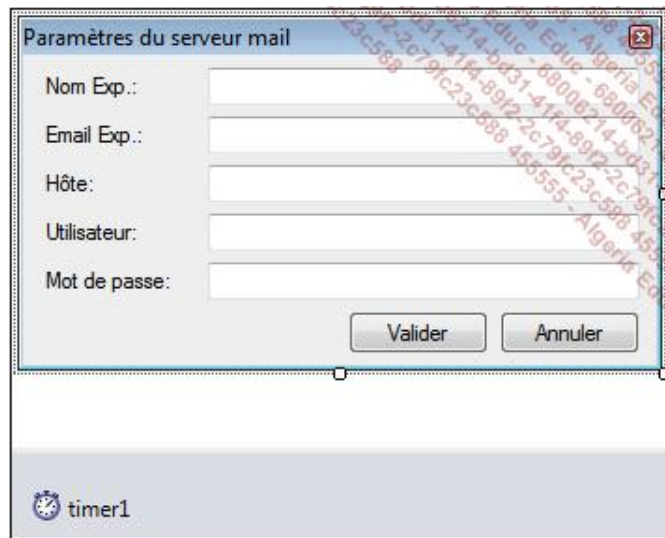 Paramètres du serveur mail
Nom Exp.:
Email Exp.:
Hôte:
Utilisateur:
Mot de passe:
Valider
Annuler
timer1